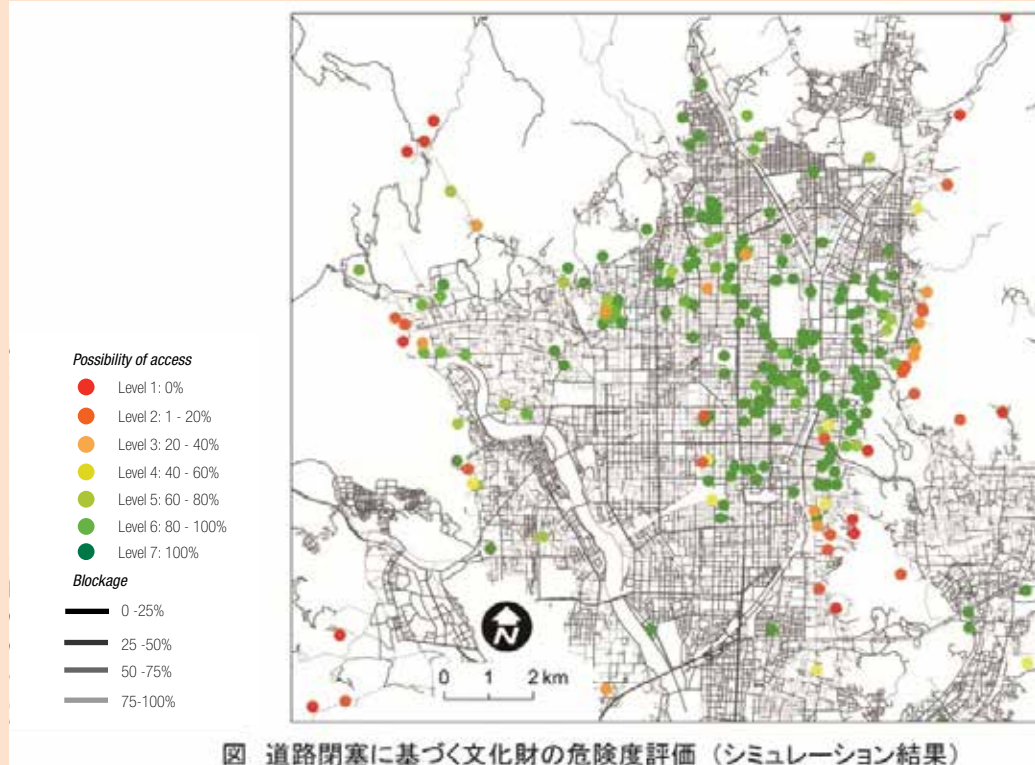 Possibility of access
Level 1: 0%
Level 2: 1 - 20%
Level 3: 20 - 40%
Level 4: 40 - 60%
Level 5: 60 - 80%
Level 6: 80 - 100%
Level 7: 100%
Blockage
0 -25%
25 -50%
50 -75%
75-100%
N
0 1 2 km
図 道路閉塞に基づく文化財の危険度評価 (シミュレーション結果)